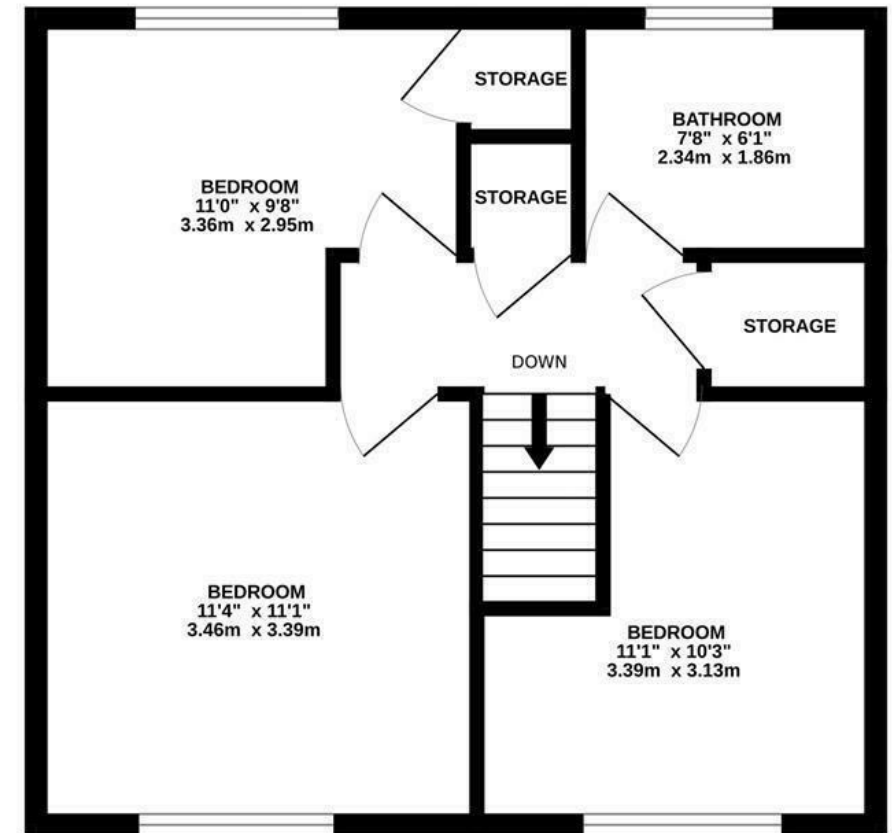 STORAGE
BATHROOM
7'8" x 6'1"
2.34m x 1.86m
BEDROOM
11'0" x 9'8"
3.36m x 2.95m
STORAGE
STORAGE
DOWN
BEDROOM
11'4" x 11'1"
3.46m x 3.39m
BEDROOM
11'1" x 10'3"
3.39m x 3.13m